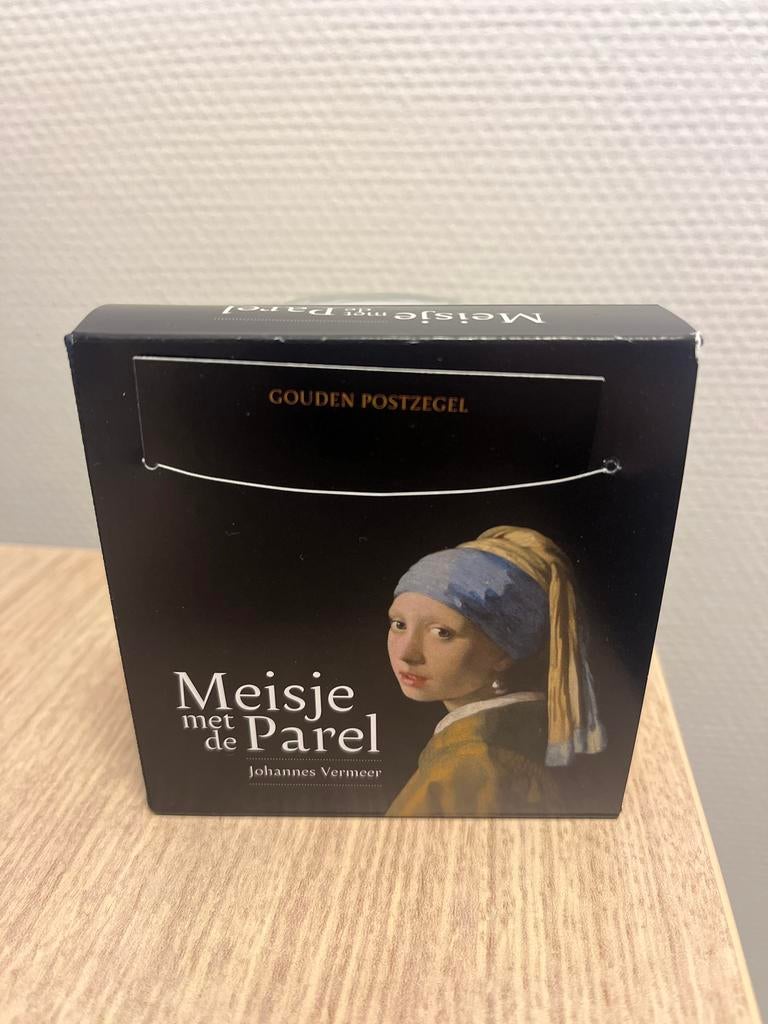 Meisje met de Parel
GOUDEN POSTZEGEL
Meisje
met
de Parel
Johannes Vermeer